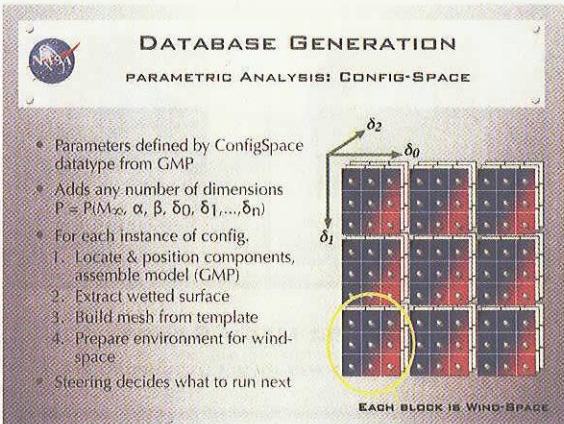 NASA
DATABASE GENERATION
PARAMETRIC ANALYSIS: CONFIG-SPACE
• Parameters defined by ConfigSpace
datatype from GMP
• Adds any number of dimensions
P = P(M∞, α, β, δ0, δ1,...,δn)
• For each instance of config.
1. Locate & position components,
assemble model (GMP)
2. Extract wetted surface
3. Build mesh from template
4. Prepare environment for wind-
space
• Steering decides what to run next
δ2
δ0
δ1
EACH BLOCK IS WIND-SPACE